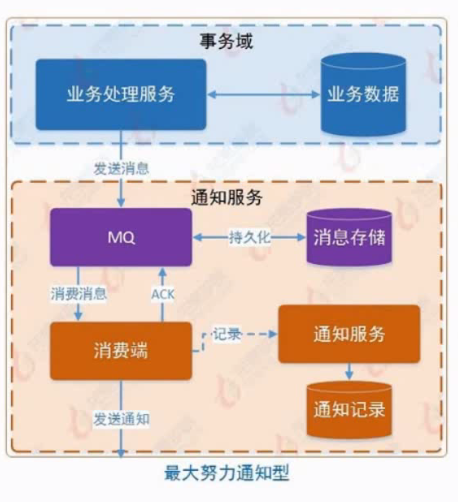 事务域
业务处理服务
业务数据
发送消息
通知服务
MQ
持久化
消息存储
消费消息
ACK
消费端
记录
通知服务
发送通知
通知记录
最大努力通知型